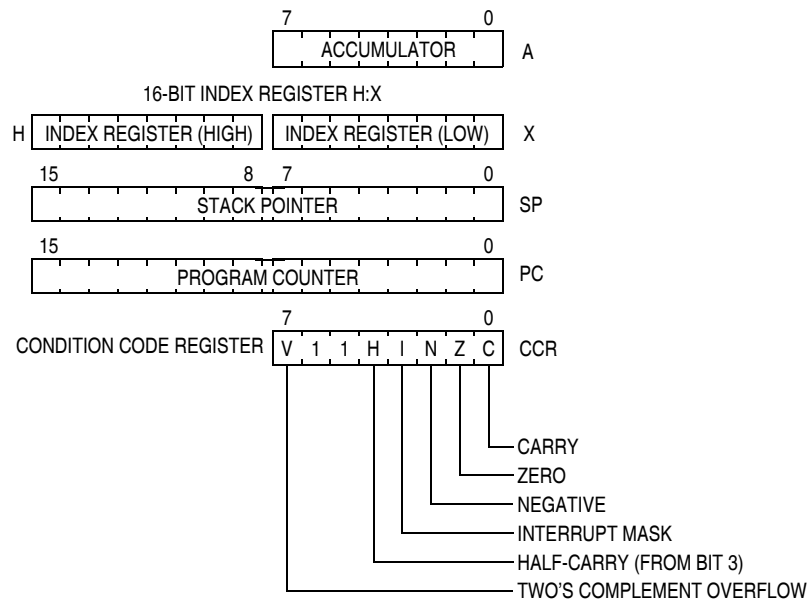 7 0
ACCUMULATOR A
16-BIT INDEX REGISTER H:X
H INDEX REGISTER (HIGH) INDEX REGISTER (LOW) X
15 8 7 0
STACK POINTER SP
15 0
PROGRAM COUNTER PC
7 0
CONDITION CODE REGISTER V 1 1 H I N Z C CCR
CARRY
ZERO
NEGATIVE
INTERRUPT MASK
HALF-CARRY (FROM BIT 3)
TWO'S COMPLEMENT OVERFLOW